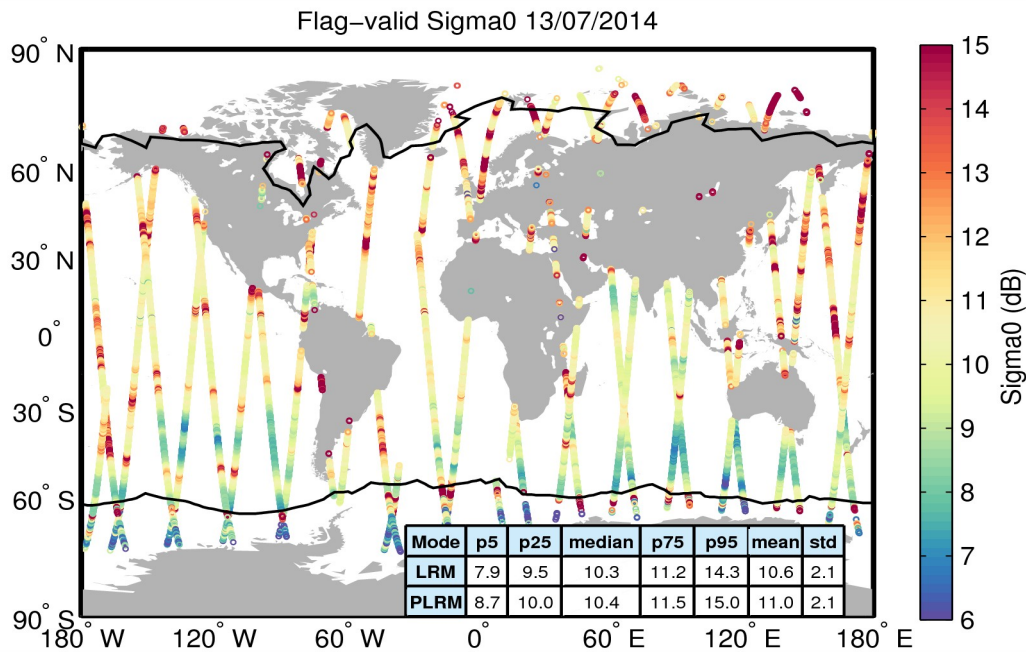 Flag-valid Sigma0 13/07/2014
90° N
60° N
30° N
0°
30° S
60° S
90° S
180° W
120° W
60° W
0°
60° E
120° E
180° E
15
14
13
12
11
10
9
8
7
6
Sigma0 (dB)
Mode p5 p25 median p75 p95 mean std
LRM 7.9 9.5 10.3 11.2 14.3 10.6 2.1
PLRM 8.7 10.0 10.4 11.5 15.0 11.0 2.1